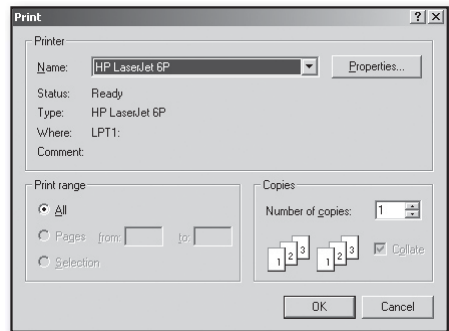 Print
Printer
Name: HP LaserJet 6P Properties...
Status: Ready
Type: HP LaserJet 6P
Where: LPT1:
Comment:
Print range
All
Pages from: to:
Selection
Copies
Number of copies: 1
1 2 3 1 2 3 Collate
OK Cancel